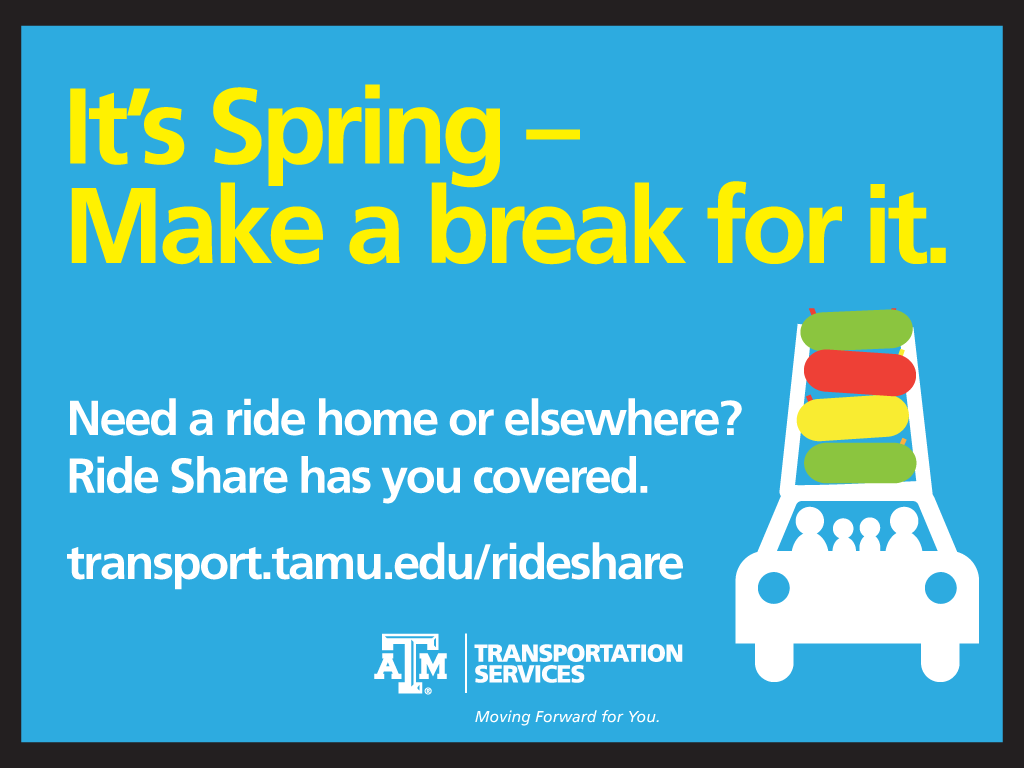 It’s Spring –
Make a break for it.
Need a ride home or elsewhere?
Ride Share has you covered.
transport.tamu.edu/rideshare
ATM® TRANSPORTATION
SERVICES
Moving Forward for You.